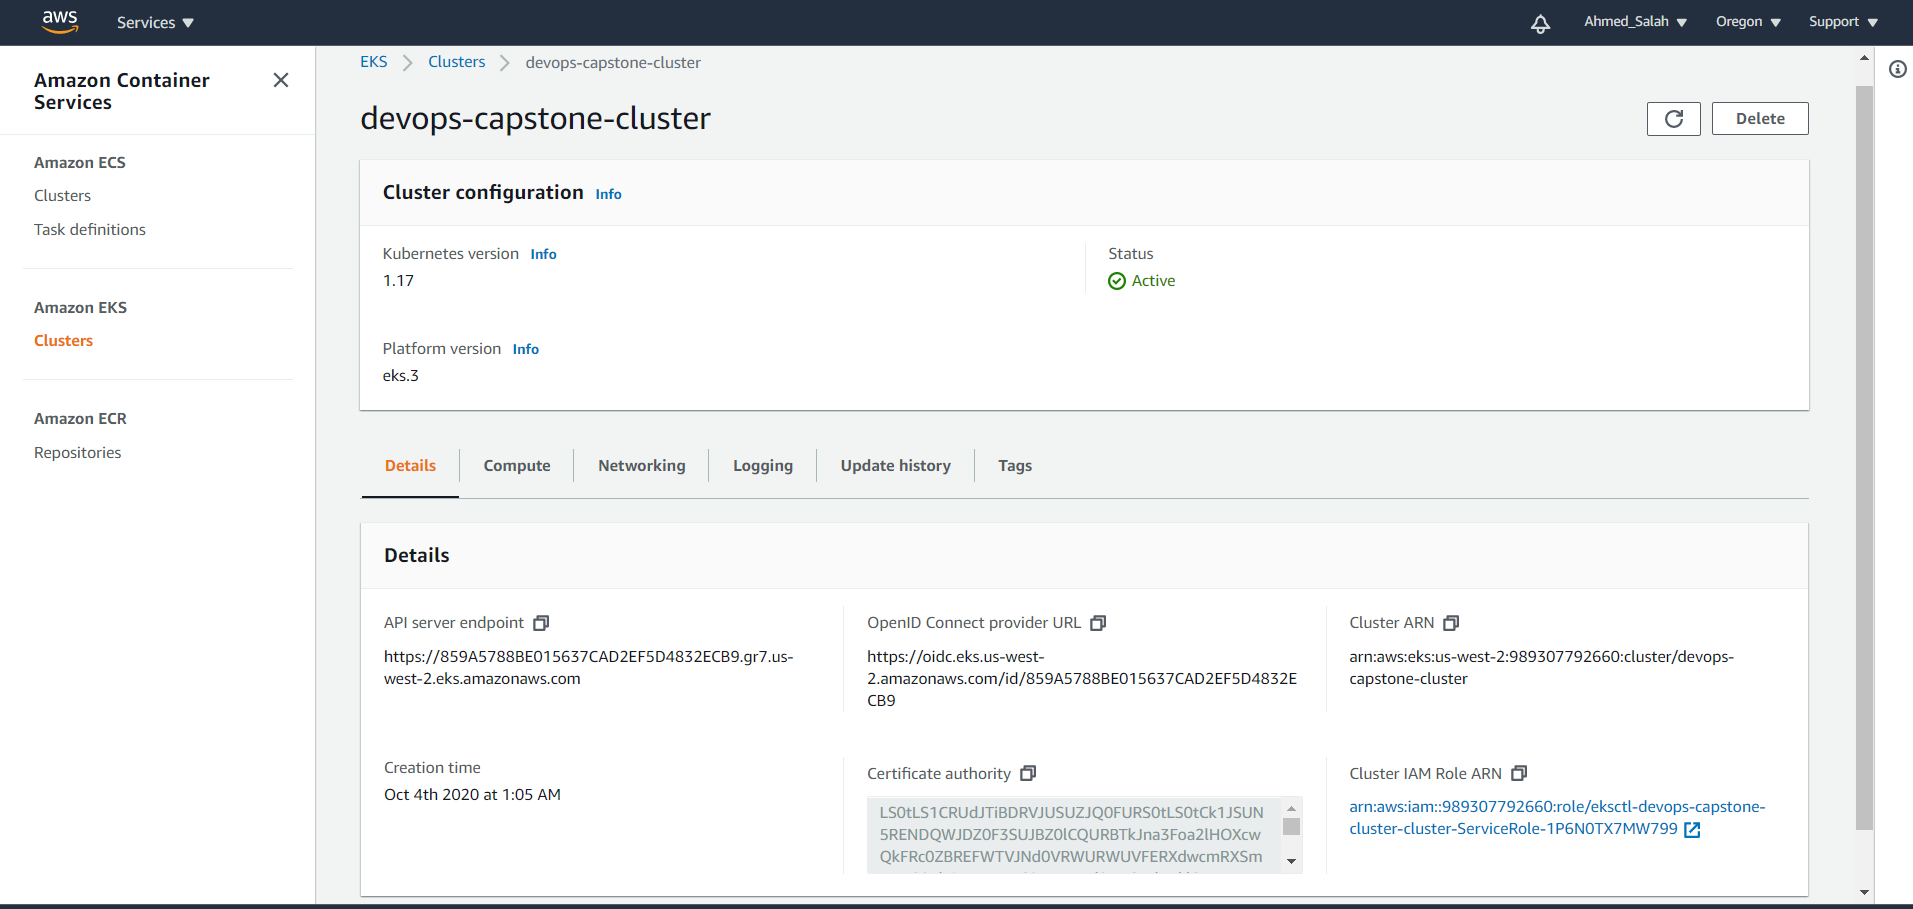 aws
Services
Ahmed_Salah
Oregon
Support
Amazon Container
Services
Amazon ECS
Clusters
Task definitions
Amazon EKS
Clusters
Amazon ECR
Repositories
EKS
Clusters
devops-capstone-cluster
devops-capstone-cluster
Delete
Cluster configuration Info
Kubernetes version Info
1.17
Status
Active
Platform version Info
eks.3
Details
Compute
Networking
Logging
Update history
Tags
Details
API server endpoint
https://859A5788BE015637CAD2EF5D4832ECB9.gr7.us-
west-2.eks.amazonaws.com
OpenID Connect provider URL
https://oidc.eks.us-west-
2.amazonaws.com/id/859A5788BE015637CAD2EF5D4832E
CB9
Cluster ARN
arn:aws:eks:us-west-2:989307792660:cluster/devops-
capstone-cluster
Creation time
Oct 4th 2020 at 1:05 AM
Certificate authority
LS0tLS1CRUdJTiBDRVJUSUZJQ0FURS0tLS0tCk1JSUN
5RENDQWJDZ0F3SUJBZ0lCQURBTkJna3Foa2lHOXcw
QkFRc0ZBREFWTVJNd0VRWURWUVFERXdwcmRXSm
Cluster IAM Role ARN
arn:aws:iam::989307792660:role/eksctl-devops-capstone-
cluster-cluster-ServiceRole-1P6N0TX7MW799